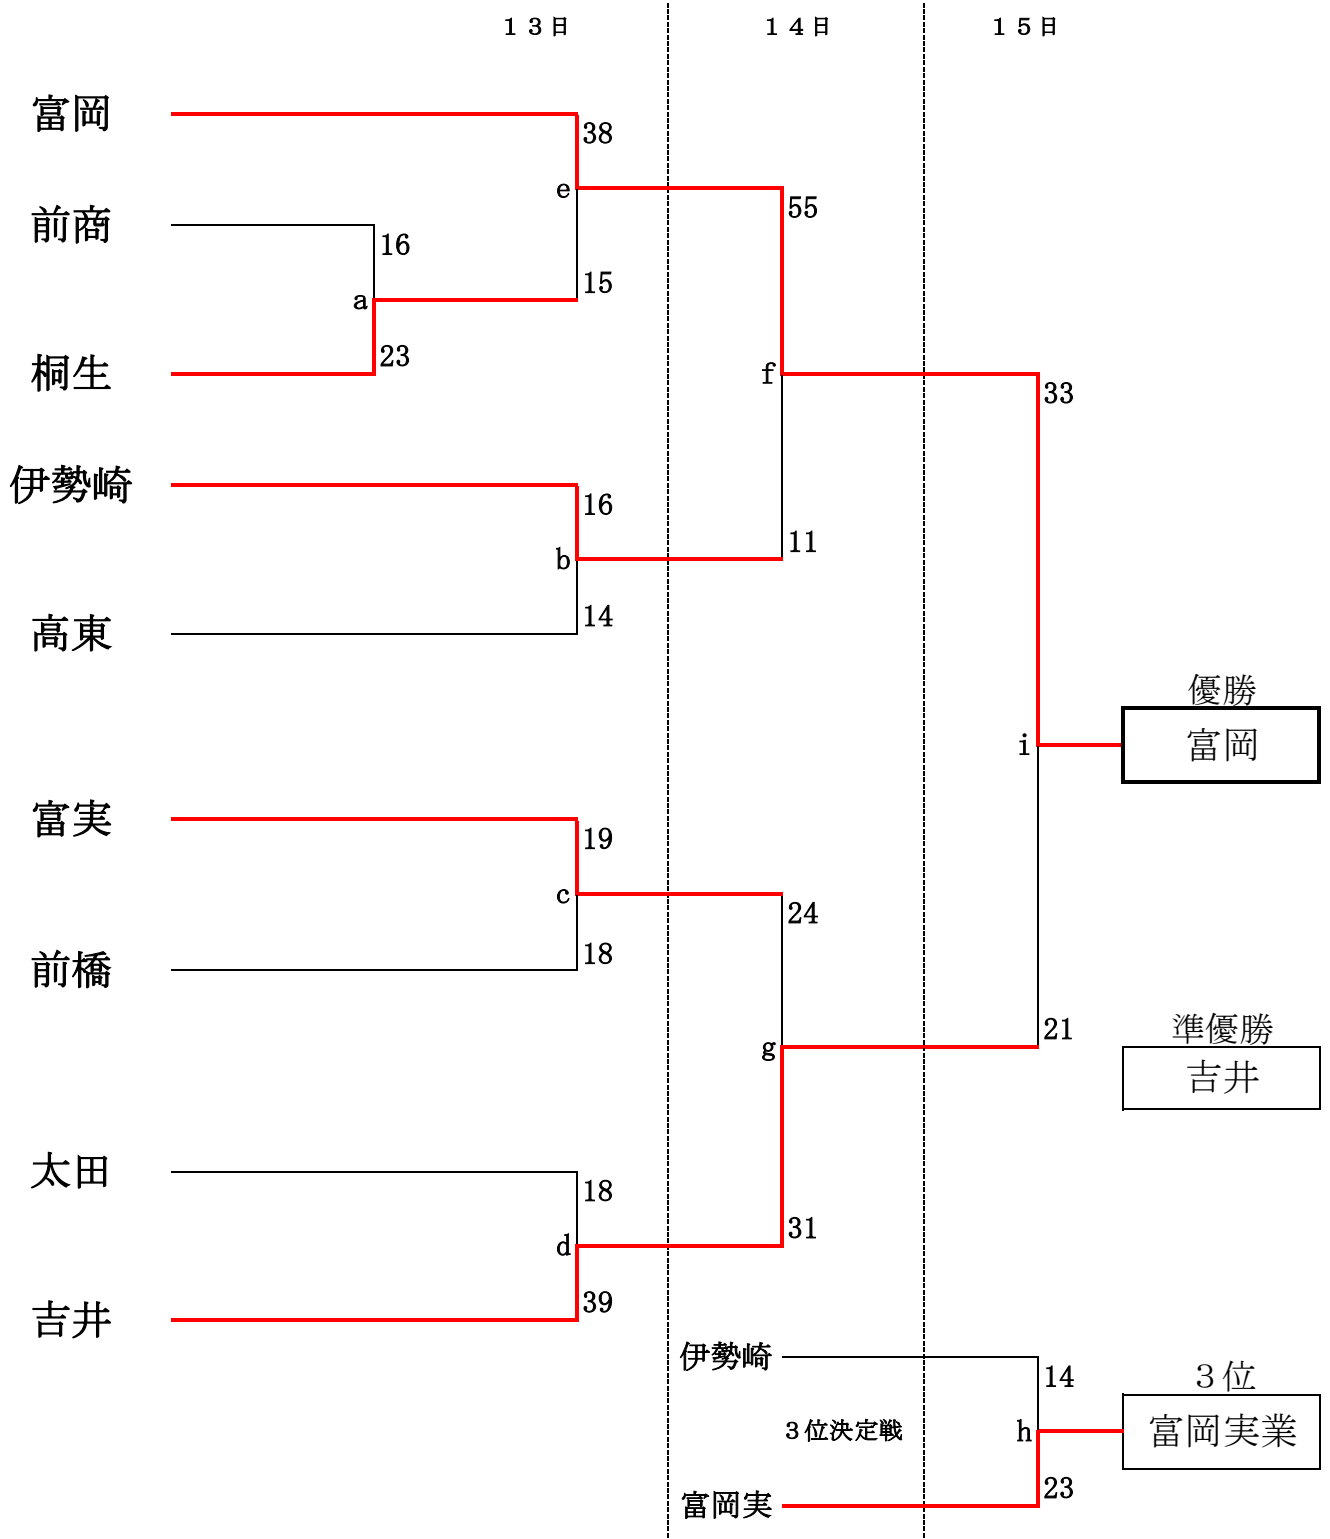 １３日 １４日 １５日
富岡
38
e
55
前商
16
15
a
23
桐生
f
33
伊勢崎
16
11
b
14
高東
優勝
i
富岡
富実
19
c
24
18
前橋
21
準優勝
g
吉井
太田
18
31
d
39
吉井
伊勢崎
14
３位
３位決定戦
h
富岡実業
23
富岡実